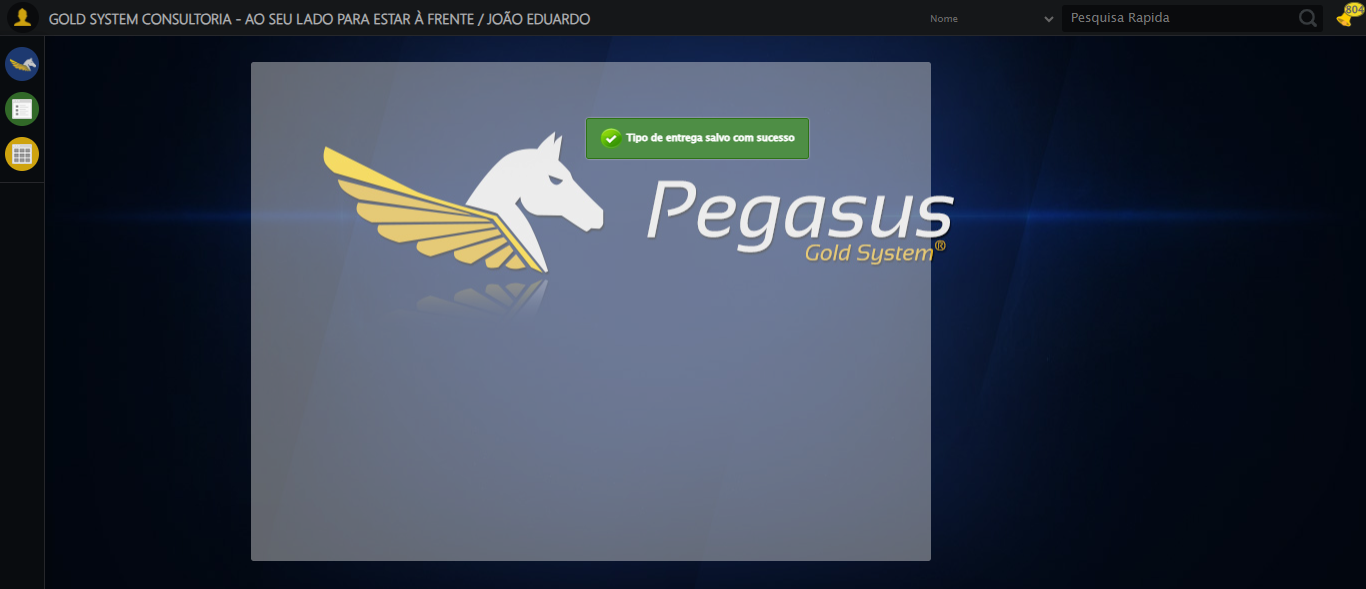 GOLD SYSTEM CONSULTORIA - AO SEU LADO PARA ESTAR À FRENTE / JOÃO EDUARDO
Nome
Pesquisa Rapida
804
Tipo de entrega salvo com sucesso
Pegasus
Gold System®